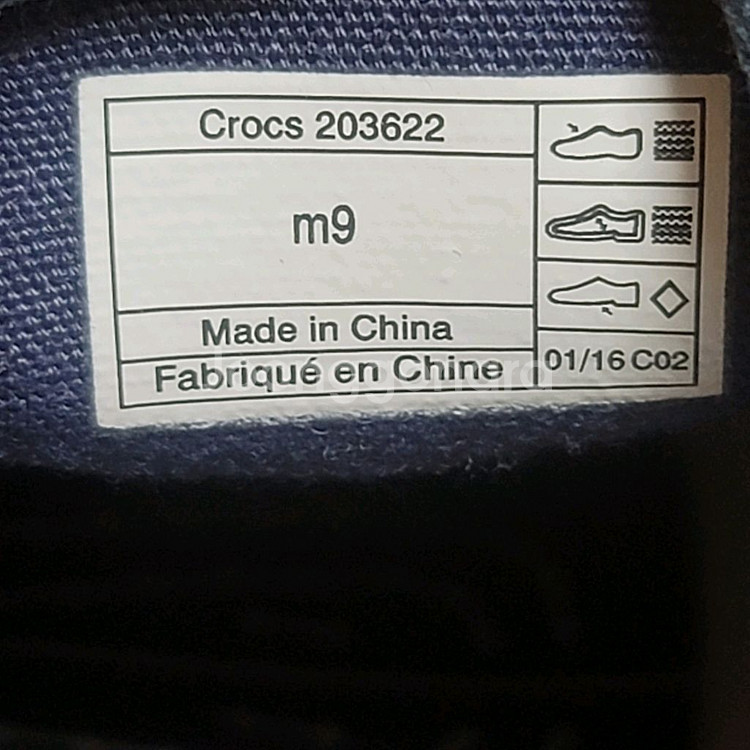 Crocs 203622
m9
Made in China
Fabriqué en Chine
01/16 C02